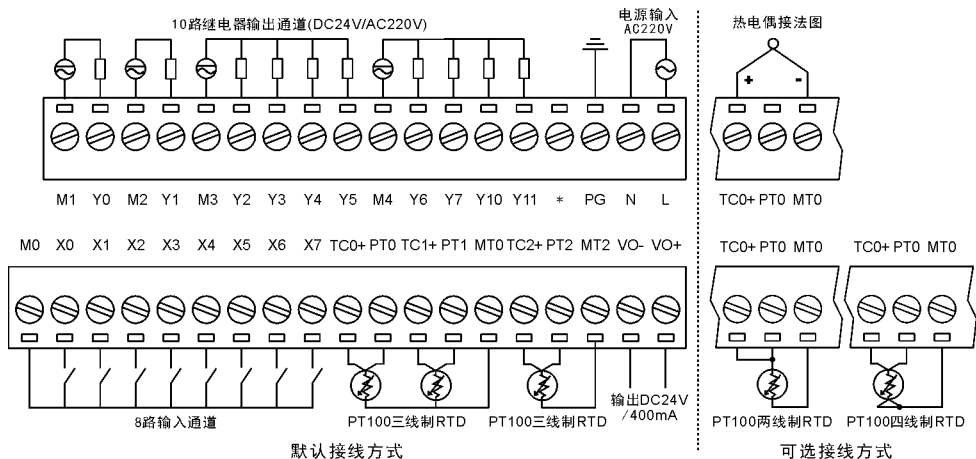 10路继电器输出通道(DC24V/AC220V)
电源输入
AC220V
热电偶接法图
+ -
M1 Y0 M2 Y1 M3 Y2 Y3 Y4 Y5 M4 Y6 Y7 Y10 Y11 * PG N L
TC0+ PT0 MT0
M0 X0 X1 X2 X3 X4 X5 X6 X7 TC0+ PT0 TC1+ PT1 MT0 TC2+ PT2 MT2 VO- VO+
TC0+ PT0 MT0
TC0+ PT0 MT0
8路输入通道
PT100三线制RTD
PT100三线制RTD
输出DC24V
/400mA
PT100两线制RTD
PT100四线制RTD
默认接线方式
可选接线方式